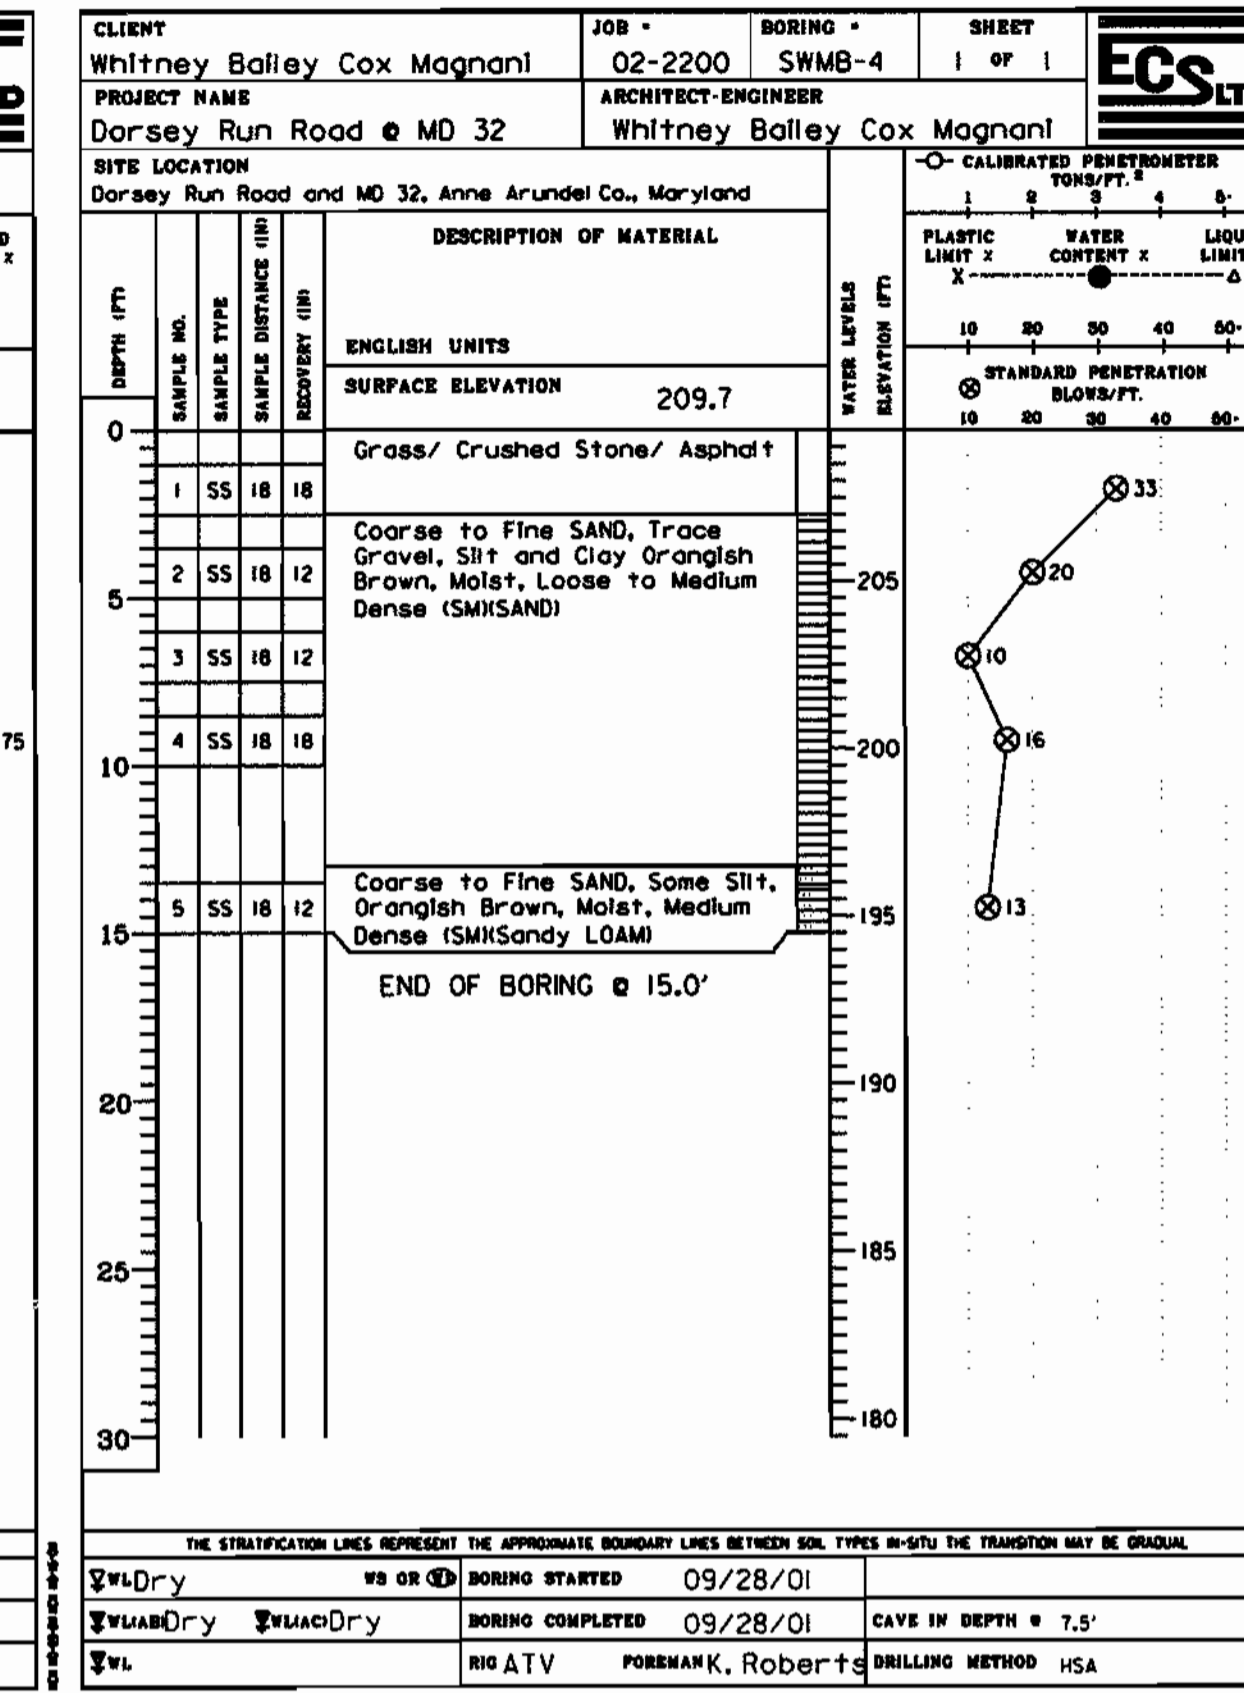 CLIENT
Whitney Bailey Cox Magnani
JOB #
02-2200
BORING #
SWMB-4
SHEET
1 OF 1
ECS LT
PROJECT NAME
Dorsey Run Road @ MD 32
ARCHITECT-ENGINEER
Whitney Bailey Cox Magnani
SITE LOCATION
Dorsey Run Road and MD 32, Anne Arundel Co., Maryland
-O- CALIBRATED PENETROMETER
TONS/FT.²
1 2 3 4 5+
PLASTIC LIMIT %
WATER CONTENT %
LIQU
LIMIT
X Δ
10 20 30 40 50+
STANDARD PENETRATION
BLOWS/FT.
10 20 30 40 50+
DEPTH (FT)
SAMPLE NO.
SAMPLE TYPE
SAMPLE DISTANCE (IN)
RECOVERY (IN)
DESCRIPTION OF MATERIAL
ENGLISH UNITS
SURFACE ELEVATION 209.7
WATER LEVELS
ELEVATION (FT)
0
Grass/ Crushed Stone/ Asphalt
1 SS 18 18
33
Coarse to Fine SAND, Trace
Gravel, Silt and Clay Orangish
Brown, Moist, Loose to Medium
Dense (SM)(SAND)
2 SS 18 12
205
20
5
3 SS 18 12
10
4 SS 18 18
200
16
75
10
Coarse to Fine SAND, Some Silt,
Orangish Brown, Moist, Medium
Dense (SM)(Sandy LOAM)
5 SS 18 12
195
13
15
END OF BORING @ 15.0'
190
20
185
25
180
30
THE STRATIFICATION LINES REPRESENT THE APPROXIMATE BOUNDARY LINES BETWEEN SOIL TYPES IN-SITU THE TRANSITION MAY BE GRADUAL
WL Dry WS OR WD
BORING STARTED 09/28/01
WL(AB) Dry WL(AC) Dry
BORING COMPLETED 09/28/01
CAVE IN DEPTH @ 7.5'
WL
RIG ATV FOREMAN K. Roberts
DRILLING METHOD HSA